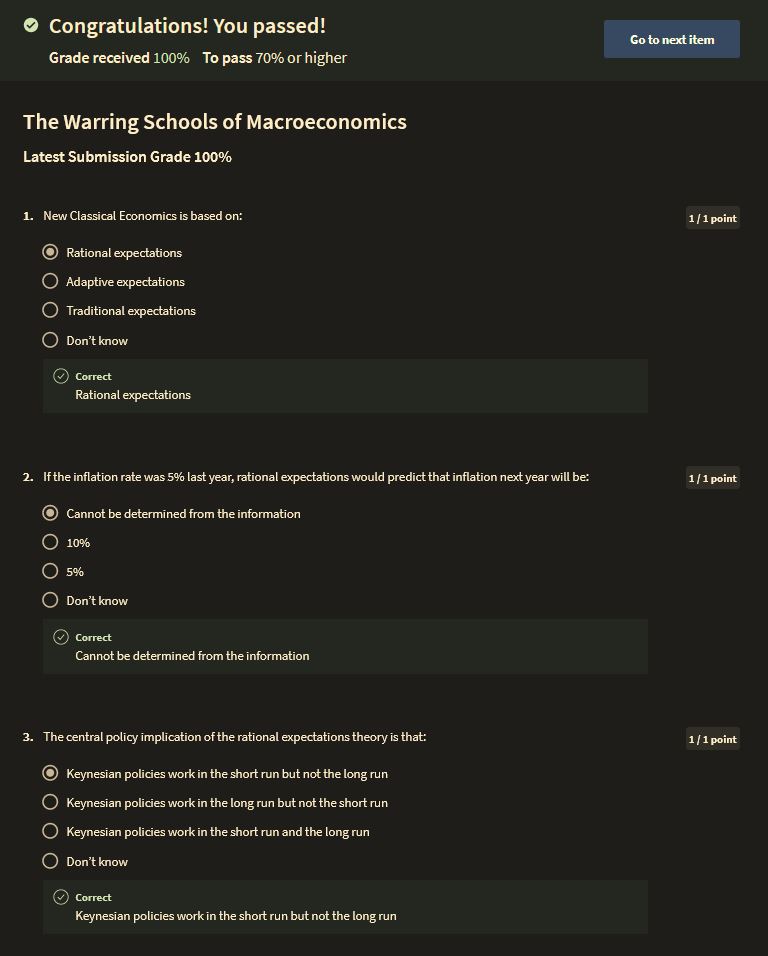 Congratulations! You passed!
Grade received 100% To pass 70% or higher
Go to next item
The Warring Schools of Macroeconomics
Latest Submission Grade 100%
1. New Classical Economics is based on:
1 / 1 point
Rational expectations
Adaptive expectations
Traditional expectations
Don't know
Correct
Rational expectations
2. If the inflation rate was 5% last year, rational expectations would predict that inflation next year will be:
1 / 1 point
Cannot be determined from the information
10%
5%
Don't know
Correct
Cannot be determined from the information
3. The central policy implication of the rational expectations theory is that:
1 / 1 point
Keynesian policies work in the short run but not the long run
Keynesian policies work in the long run but not the short run
Keynesian policies work in the short run and the long run
Don't know
Correct
Keynesian policies work in the short run but not the long run